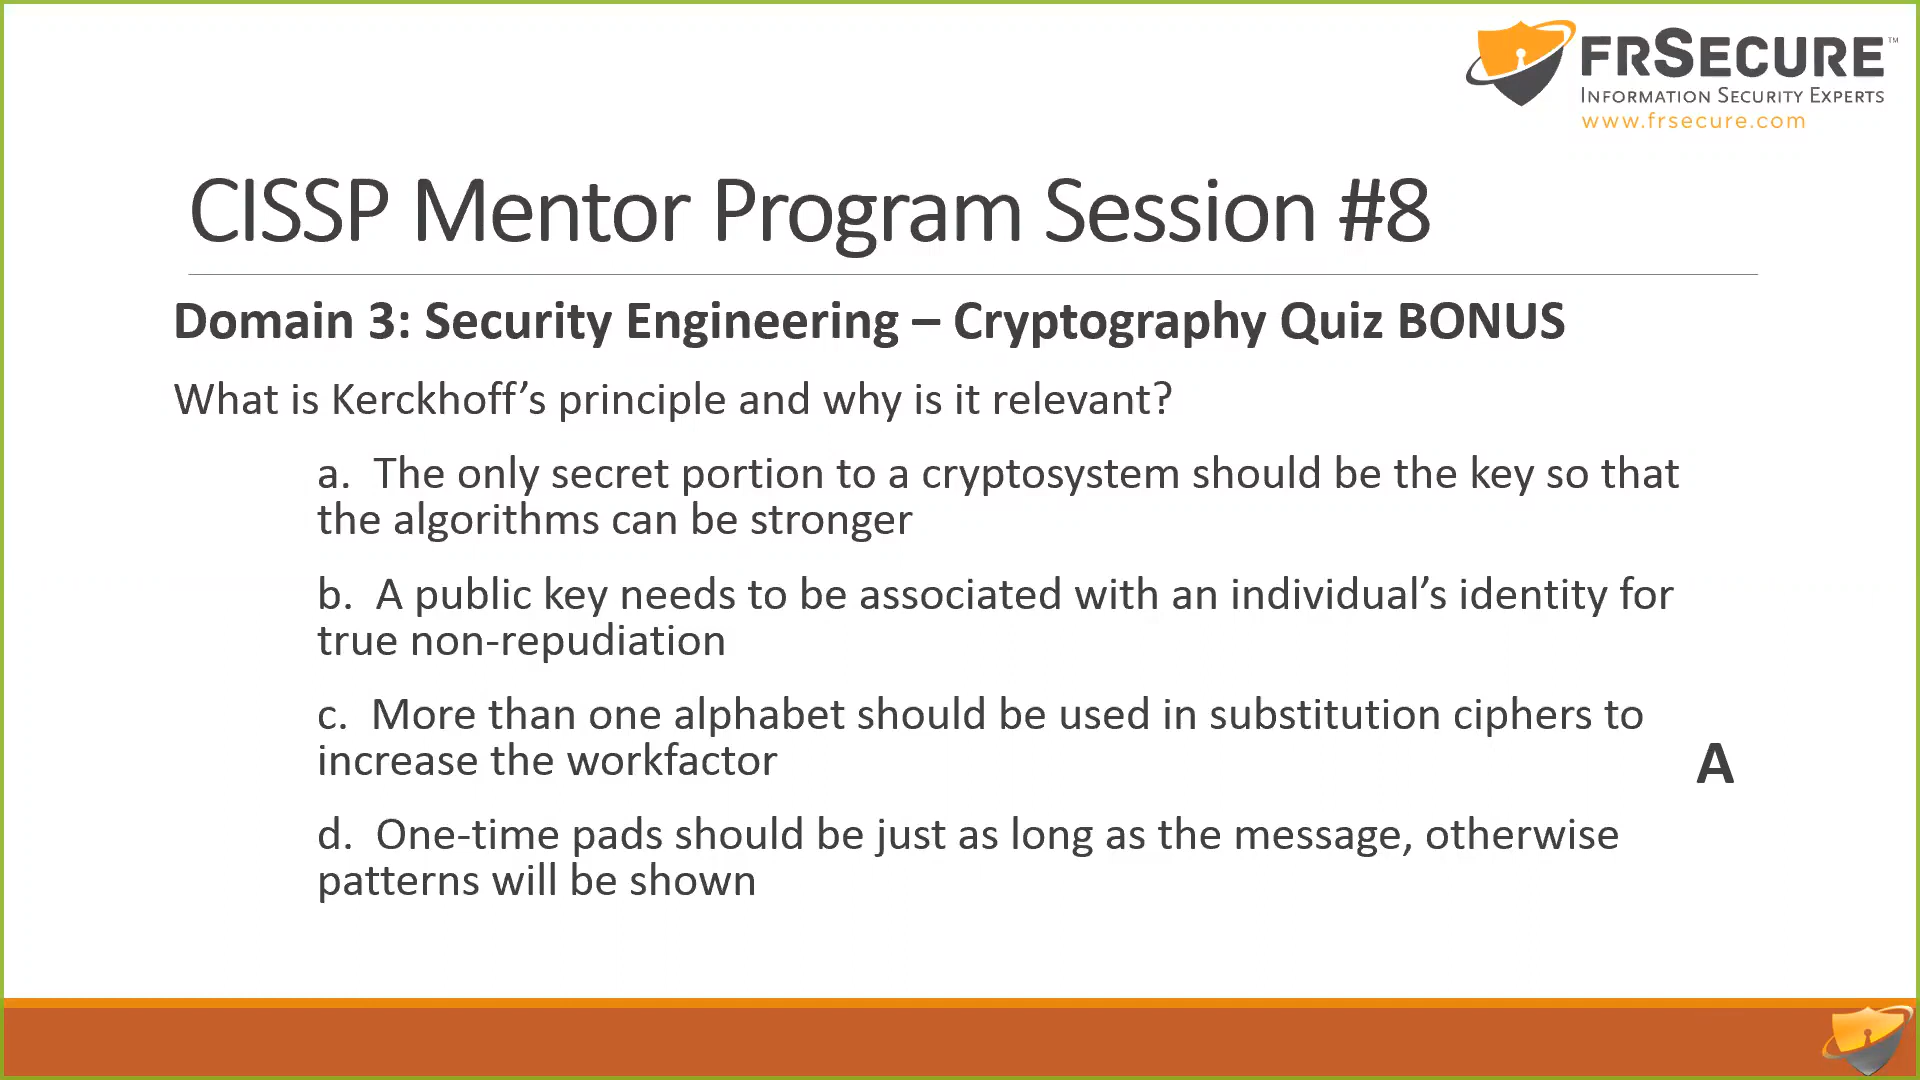 FRSECURE™
INFORMATION SECURITY EXPERTS
www.frsecure.com
CISSP Mentor Program Session #8
Domain 3: Security Engineering – Cryptography Quiz BONUS
What is Kerckhoff’s principle and why is it relevant?
a. The only secret portion to a cryptosystem should be the key so that
the algorithms can be stronger
b. A public key needs to be associated with an individual’s identity for
true non-repudiation
c. More than one alphabet should be used in substitution ciphers to
increase the workfactor
A
d. One-time pads should be just as long as the message, otherwise
patterns will be shown